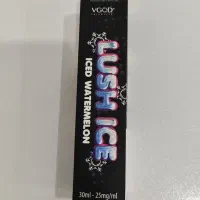 VGOD
LUSH ICE
ICED WATERMELON
30ml - 25mg/ml